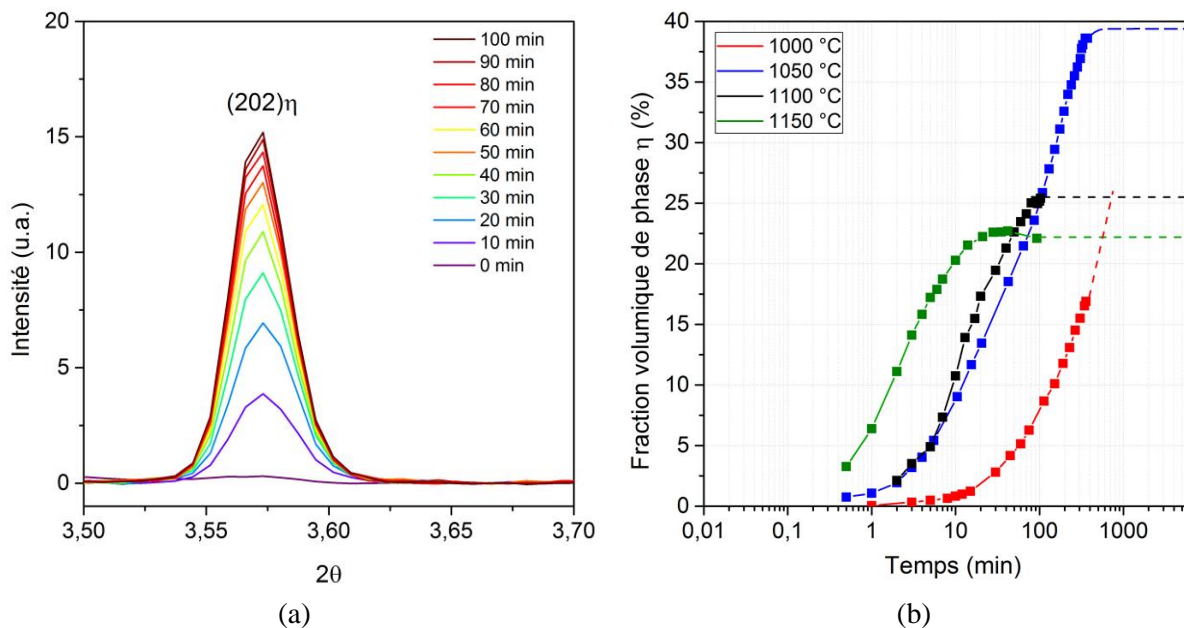 20
15
10
5
0
Intensité (u.a.)
(202)η
100 min
90 min
80 min
70 min
60 min
50 min
40 min
30 min
20 min
10 min
0 min
3,50
3,55
3,60
3,65
3,70
2θ
(a)
40
35
30
25
20
15
10
5
0
Fraction volumique de phase η (%)
1000 °C
1050 °C
1100 °C
1150 °C
0,01
0,1
1
10
100
1000
Temps (min)
(b)